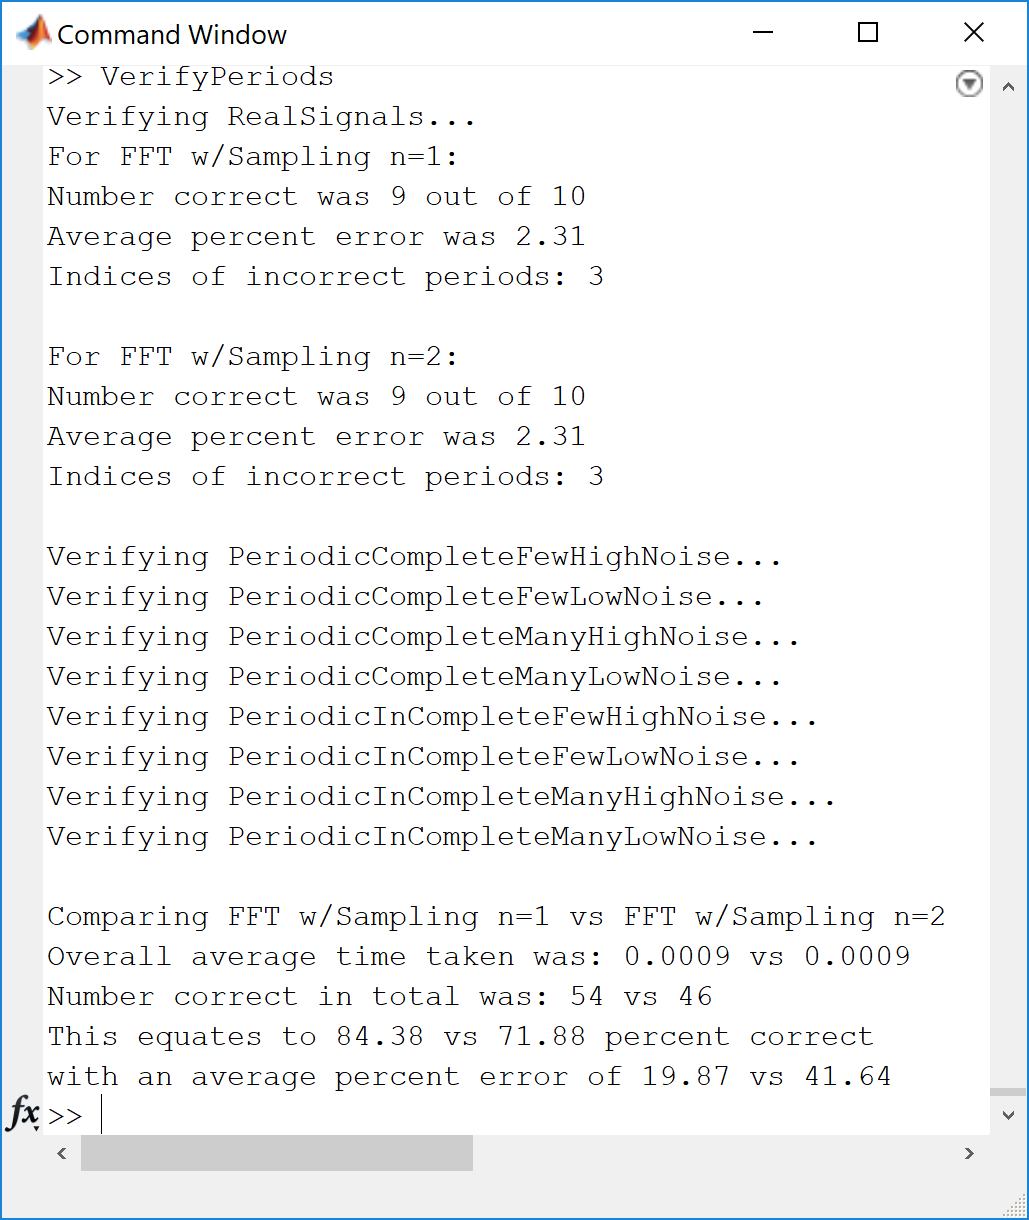 Command Window
>> VerifyPeriods
Verifying RealSignals...
For FFT w/Sampling n=1:
Number correct was 9 out of 10
Average percent error was 2.31
Indices of incorrect periods: 3
For FFT w/Sampling n=2:
Number correct was 9 out of 10
Average percent error was 2.31
Indices of incorrect periods: 3
Verifying PeriodicCompleteFewHighNoise...
Verifying PeriodicCompleteFewLowNoise...
Verifying PeriodicCompleteManyHighNoise...
Verifying PeriodicCompleteManyLowNoise...
Verifying PeriodicInCompleteFewHighNoise...
Verifying PeriodicInCompleteFewLowNoise...
Verifying PeriodicInCompleteManyHighNoise...
Verifying PeriodicInCompleteManyLowNoise...
Comparing FFT w/Sampling n=1 vs FFT w/Sampling n=2
Overall average time taken was: 0.0009 vs 0.0009
Number correct in total was: 54 vs 46
This equates to 84.38 vs 71.88 percent correct
with an average percent error of 19.87 vs 41.64
fx >>